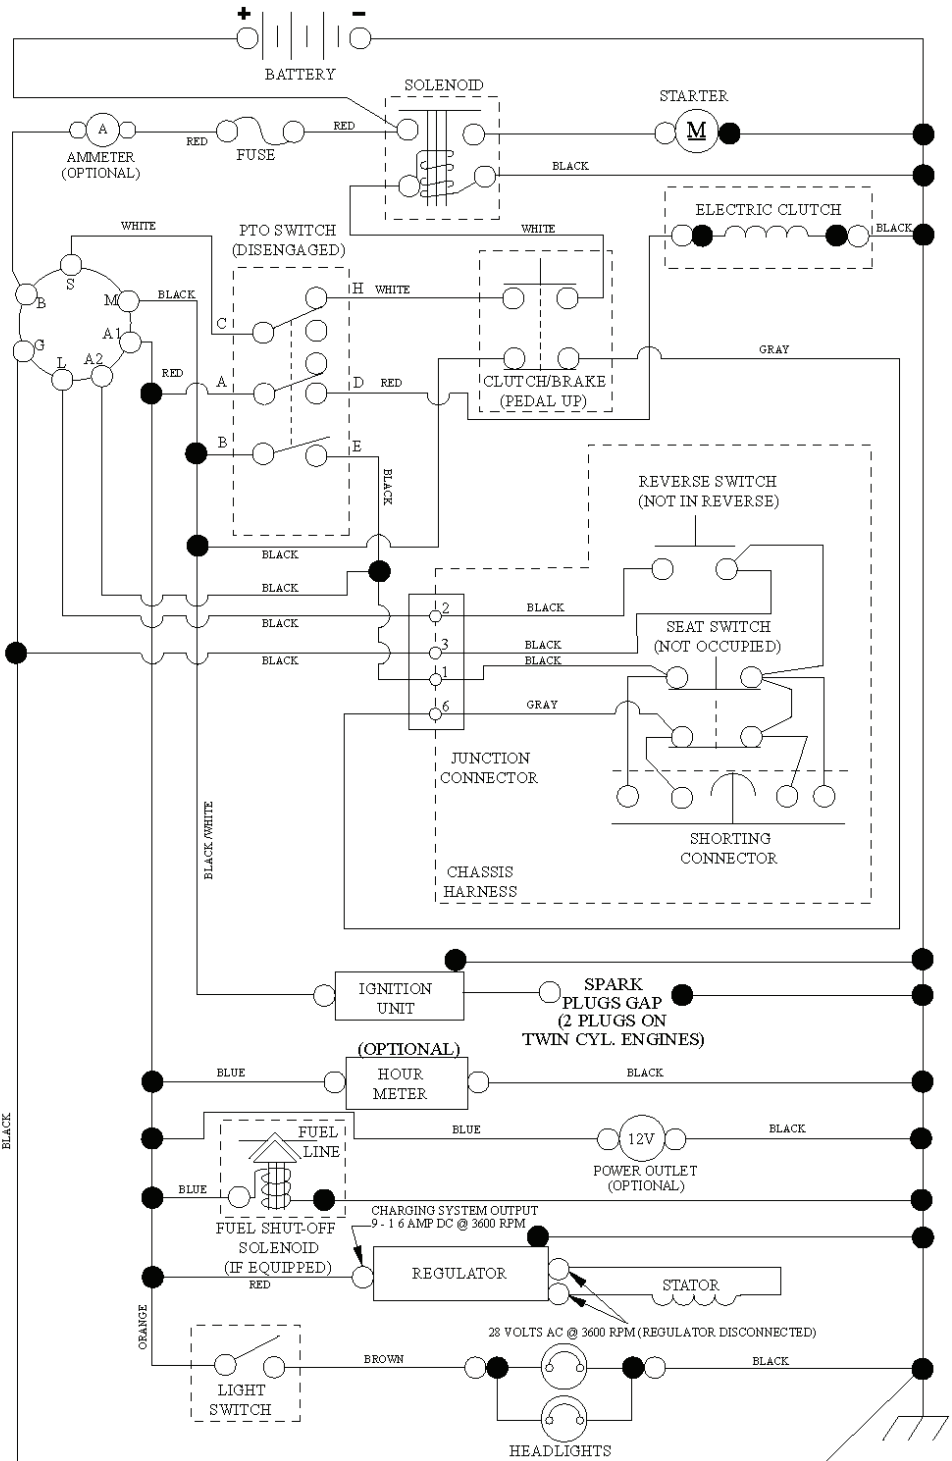 + −
BATTERY
SOLENOID
STARTER
A
RED
FUSE
RED
M
AMMETER
(OPTIONAL)
BLACK
ELECTRIC CLUTCH
BLACK
WHITE
PTO SWITCH
(DISENGAGED)
WHITE
S
B
M
BLACK
H
WHITE
C
A1
G
L
A2
RED
A
D
RED
GRAY
CLUTCH/BRAKE
(PEDAL UP)
B
E
BLACK
REVERSE SWITCH
(NOT IN REVERSE)
BLACK
BLACK
2
BLACK
BLACK
SEAT SWITCH
(NOT OCCUPIED)
3
BLACK
BLACK
BLACK
1
6
GRAY
JUNCTION
CONNECTOR
BLACK/WHITE
SHORTING
CONNECTOR
CHASSIS
HARNESS
IGNITION
UNIT
SPARK
PLUGS GAP
(2 PLUGS ON
TWIN CYL. ENGINES)
(OPTIONAL)
BLUE
HOUR
METER
BLACK
BLACK
FUEL
LINE
BLUE
12V
BLACK
POWER OUTLET
(OPTIONAL)
BLUE
CHARGING SYSTEM OUTPUT
9 - 1 6 AMP DC @ 3600 RPM
FUEL SHUT-OFF
SOLENOID
(IF EQUIPPED)
RED
REGULATOR
STATOR
ORANGE
28 VOLTS AC @ 3600 RPM (REGULATOR DISCONNECTED)
BROWN
BLACK
LIGHT
SWITCH
HEADLIGHTS